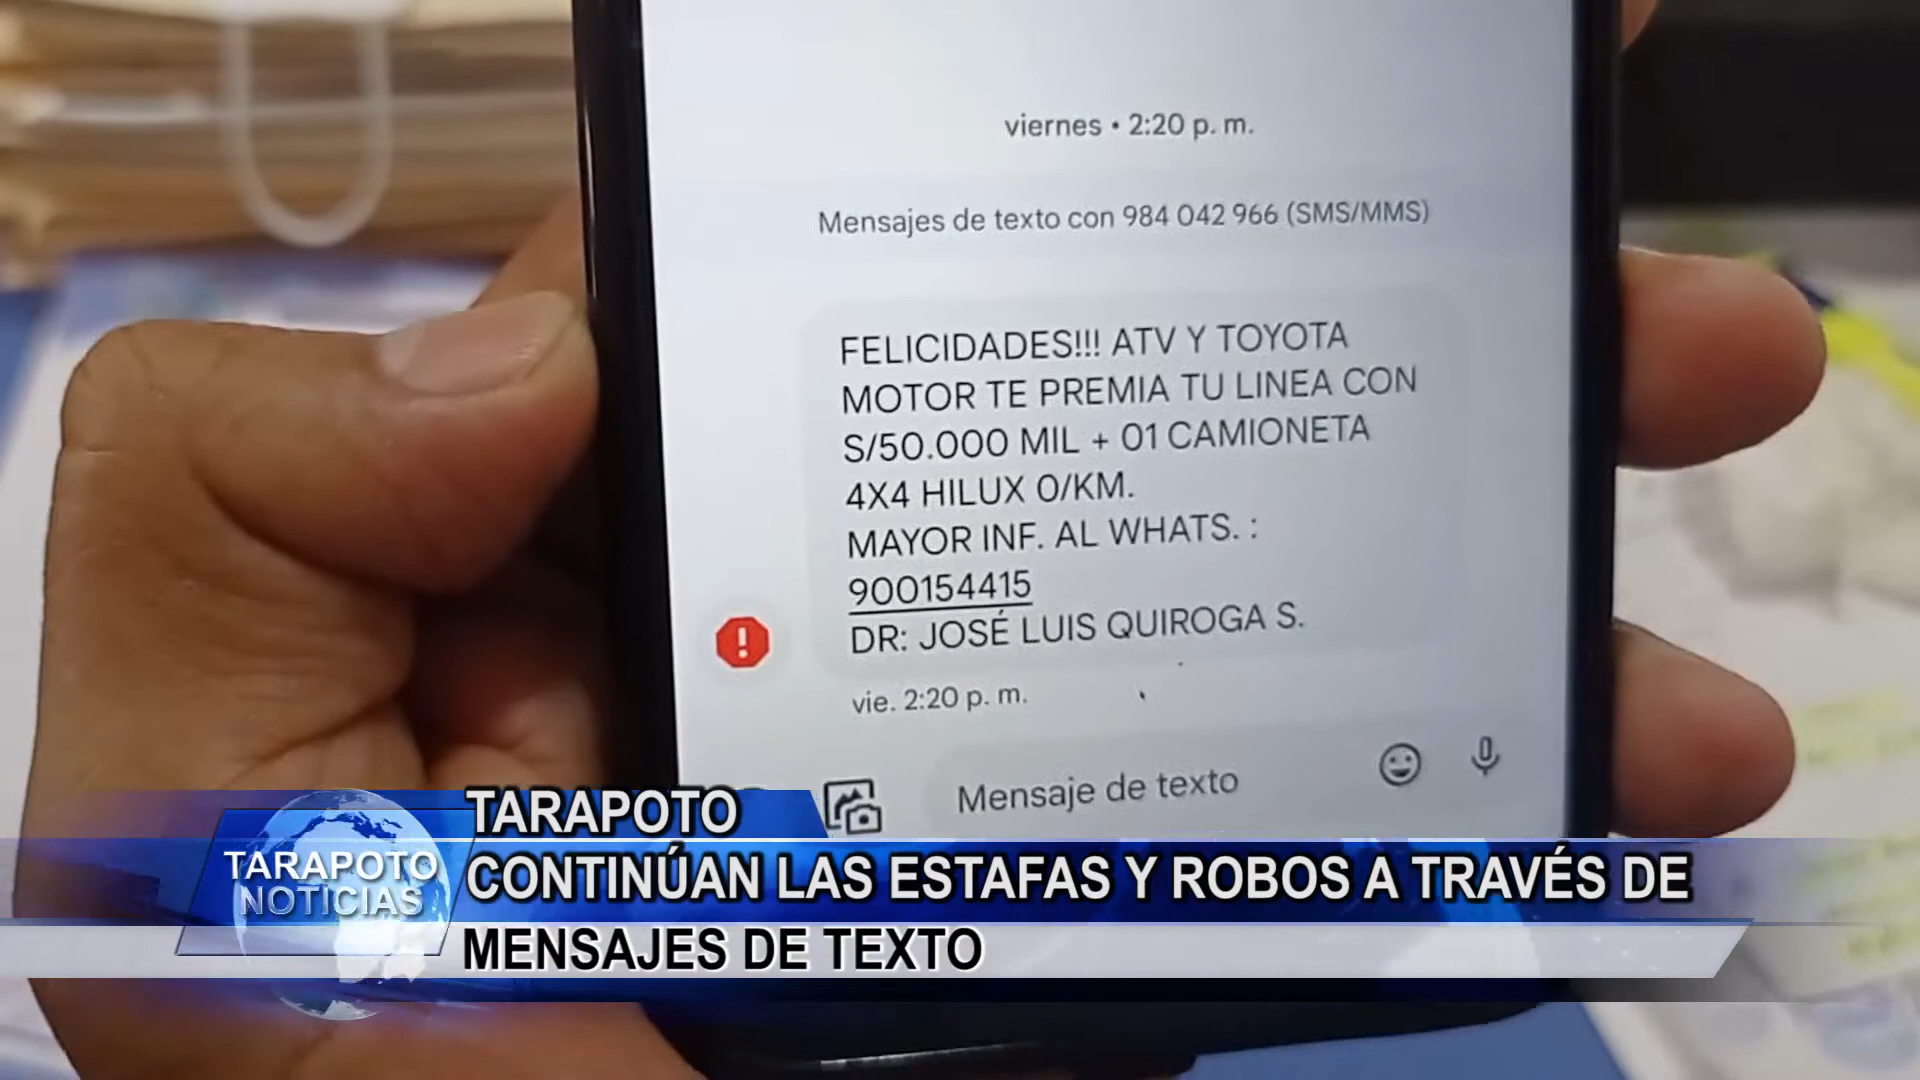 viernes • 2:20 p. m.
Mensajes de texto con 984 042 966 (SMS/MMS)
FELICIDADES!!! ATV Y TOYOTA
MOTOR TE PREMIA TU LINEA CON
S/50.000 MIL + 01 CAMIONETA
4X4 HILUX 0/KM.
MAYOR INF. AL WHATS. :
900154415
DR: JOSÉ LUIS QUIROGA S.
vie. 2:20 p. m.
Mensaje de texto
TARAPOTO
NOTICIAS
TARAPOTO
CONTINÚAN LAS ESTAFAS Y ROBOS A TRAVÉS DE
MENSAJES DE TEXTO